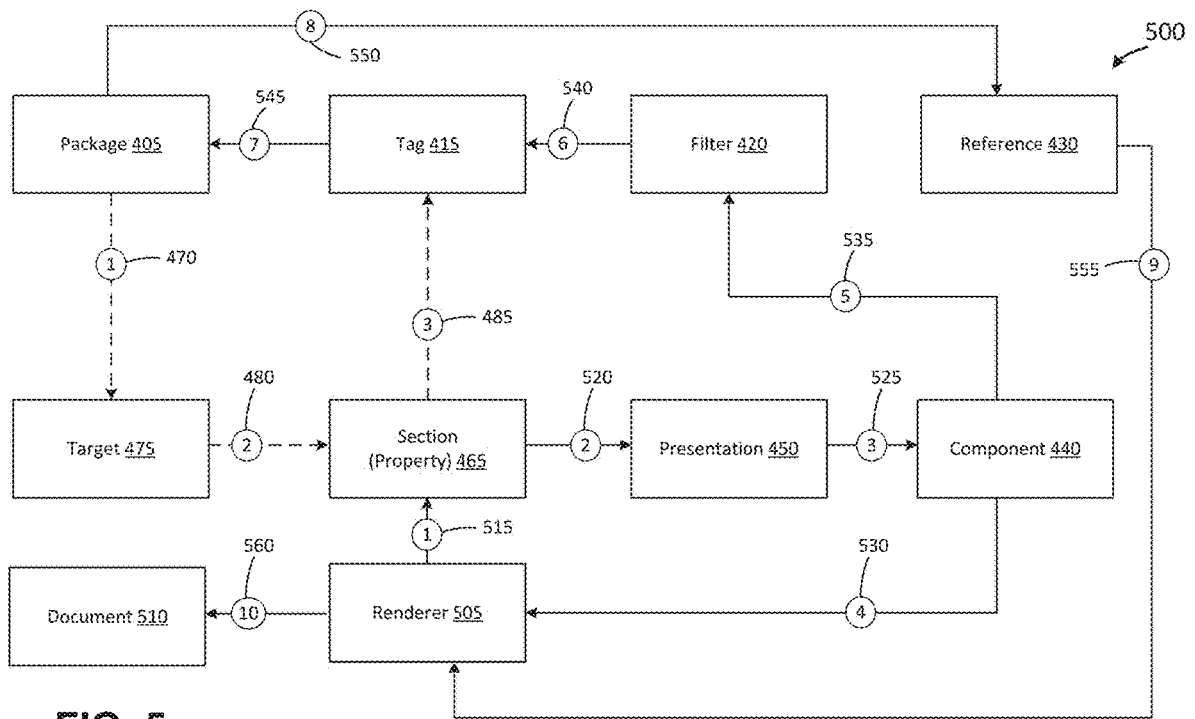 8
550
500
545
540
Package 405
7
Tag 415
6
Filter 420
Reference 430
1
470
535
5
555
9
3
485
480
520
525
Target 475
2
Section
(Property) 465
2
Presentation 450
3
Component 440
1
515
560
530
Document 510
10
Renderer 505
4
FIG. 5